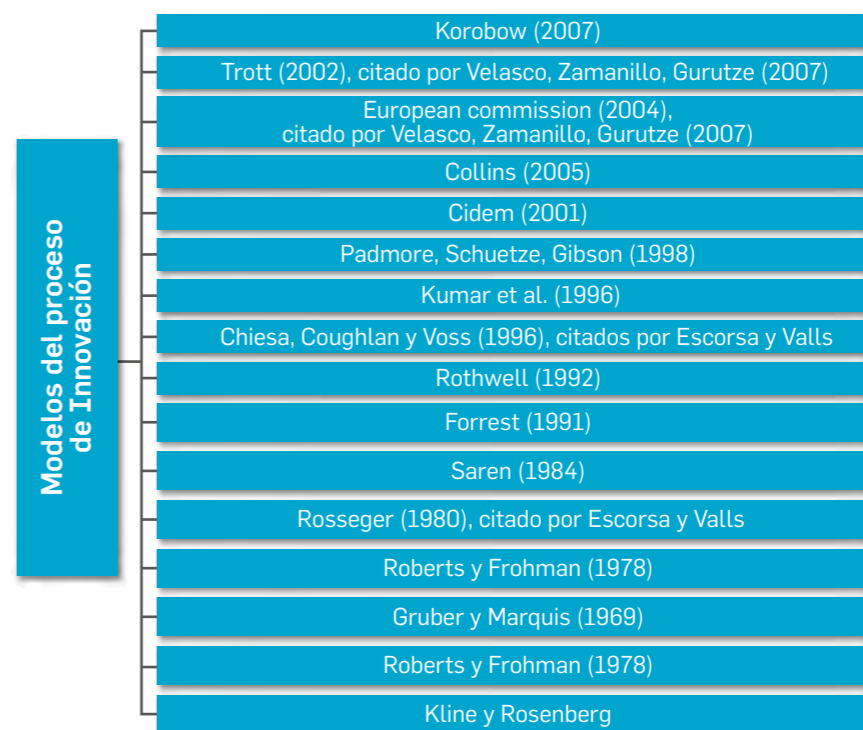 Modelos del proceso
de Innovación
Korobow (2007)
Trott (2002), citado por Velasco, Zamanillo, Gurutze (2007)
European commission (2004),
citado por Velasco, Zamanillo, Gurutze (2007)
Collins (2005)
Cidem (2001)
Padmore, Schuetze, Gibson (1998)
Kumar et al. (1996)
Chiesa, Coughlan y Voss (1996), citados por Escorsa y Valls
Rothwell (1992)
Forrest (1991)
Saren (1984)
Rosseger (1980), citado por Escorsa y Valls
Roberts y Frohman (1978)
Gruber y Marquis (1969)
Roberts y Frohman (1978)
Kline y Rosenberg